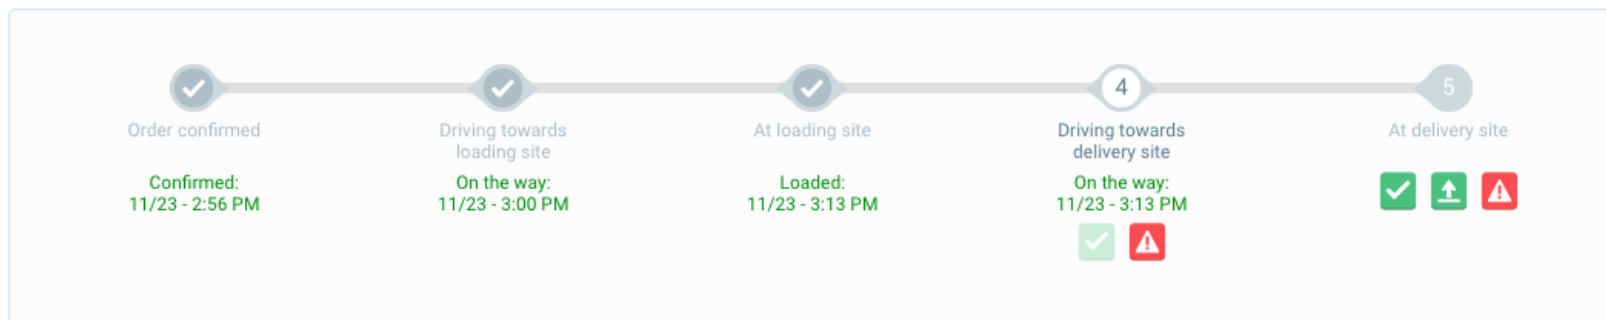 4
5
Order confirmed
Driving towards
loading site
At loading site
Driving towards
delivery site
At delivery site
Confirmed:
11/23 - 2:56 PM
On the way:
11/23 - 3:00 PM
Loaded:
11/23 - 3:13 PM
On the way:
11/23 - 3:13 PM